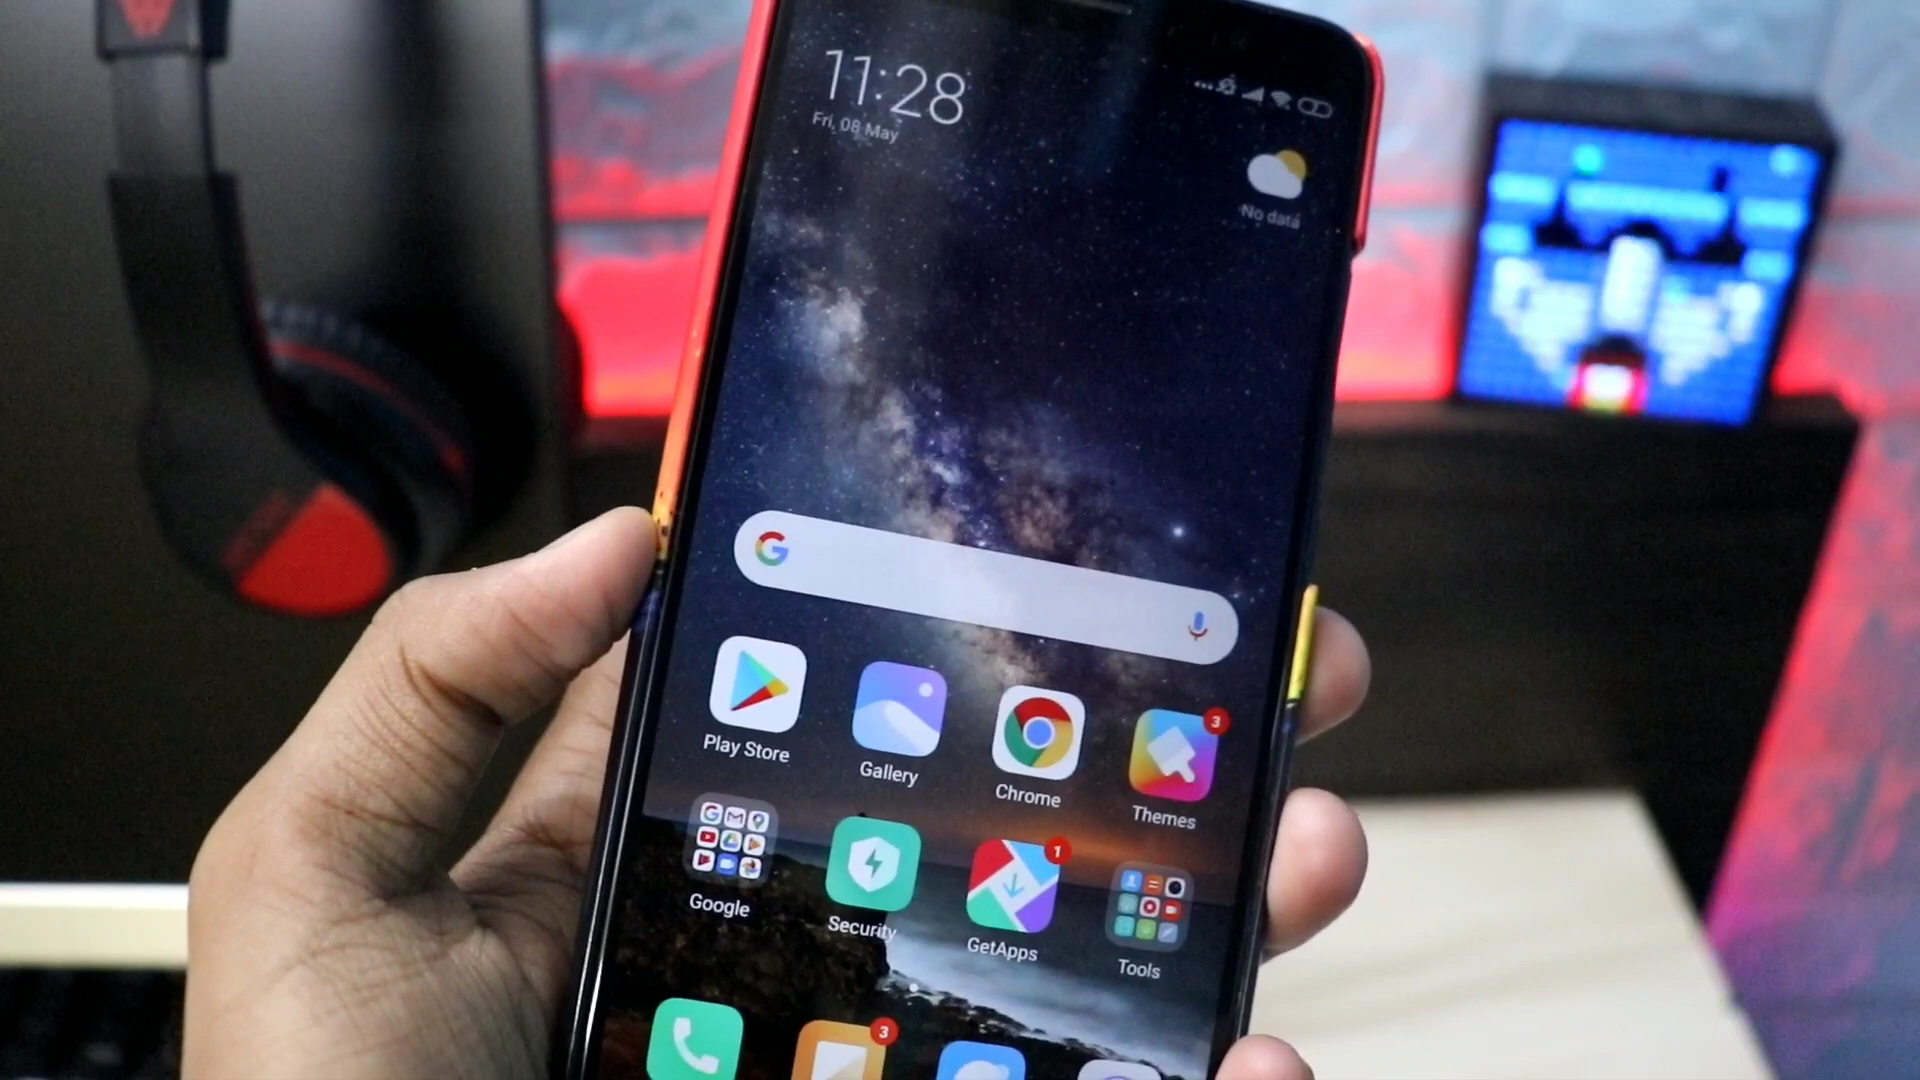 11:28
Fri, 08 May
No data
Play Store
Gallery
Chrome
Themes
3
Google
Security
GetApps
1
Tools
3